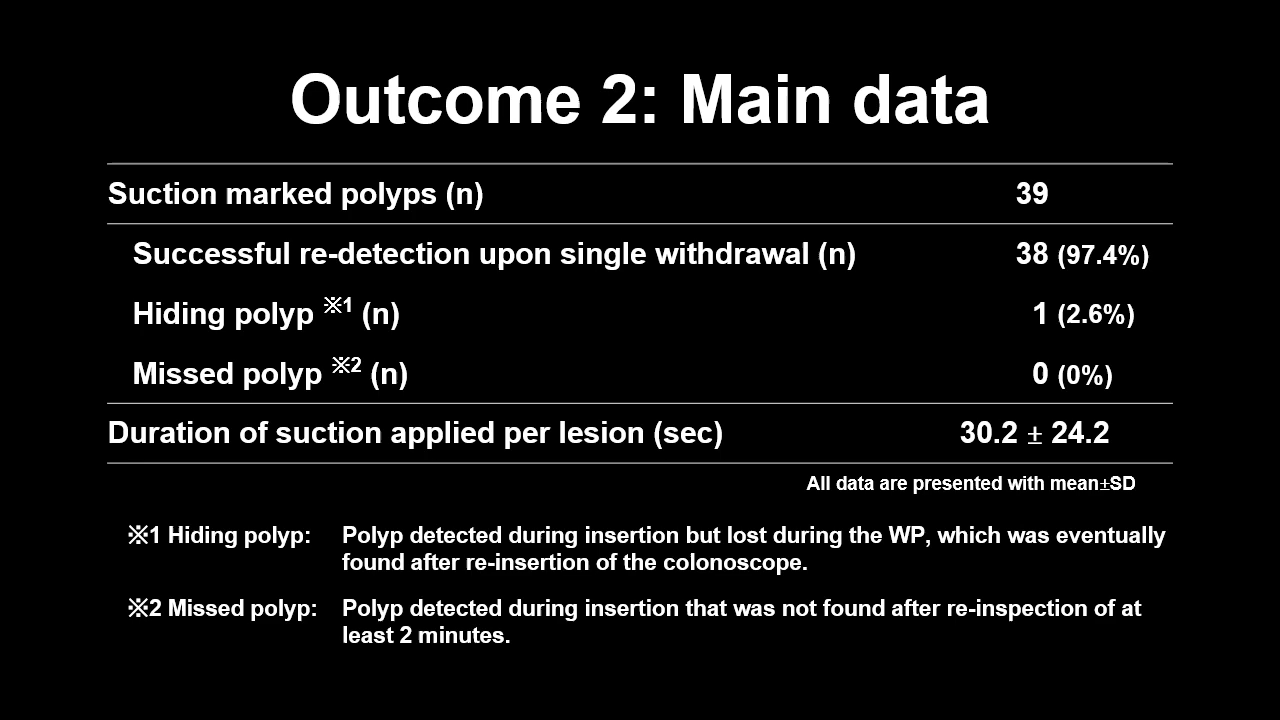 Outcome 2: Main data
Suction marked polyps (n) 39
Successful re-detection upon single withdrawal (n) 38 (97.4%)
Hiding polyp ※1 (n) 1 (2.6%)
Missed polyp ※2 (n) 0 (0%)
Duration of suction applied per lesion (sec) 30.2 ± 24.2
All data are presented with mean±SD
※1 Hiding polyp: Polyp detected during insertion but lost during the WP, which was eventually
found after re-insertion of the colonoscope.
※2 Missed polyp: Polyp detected during insertion that was not found after re-inspection of at
least 2 minutes.